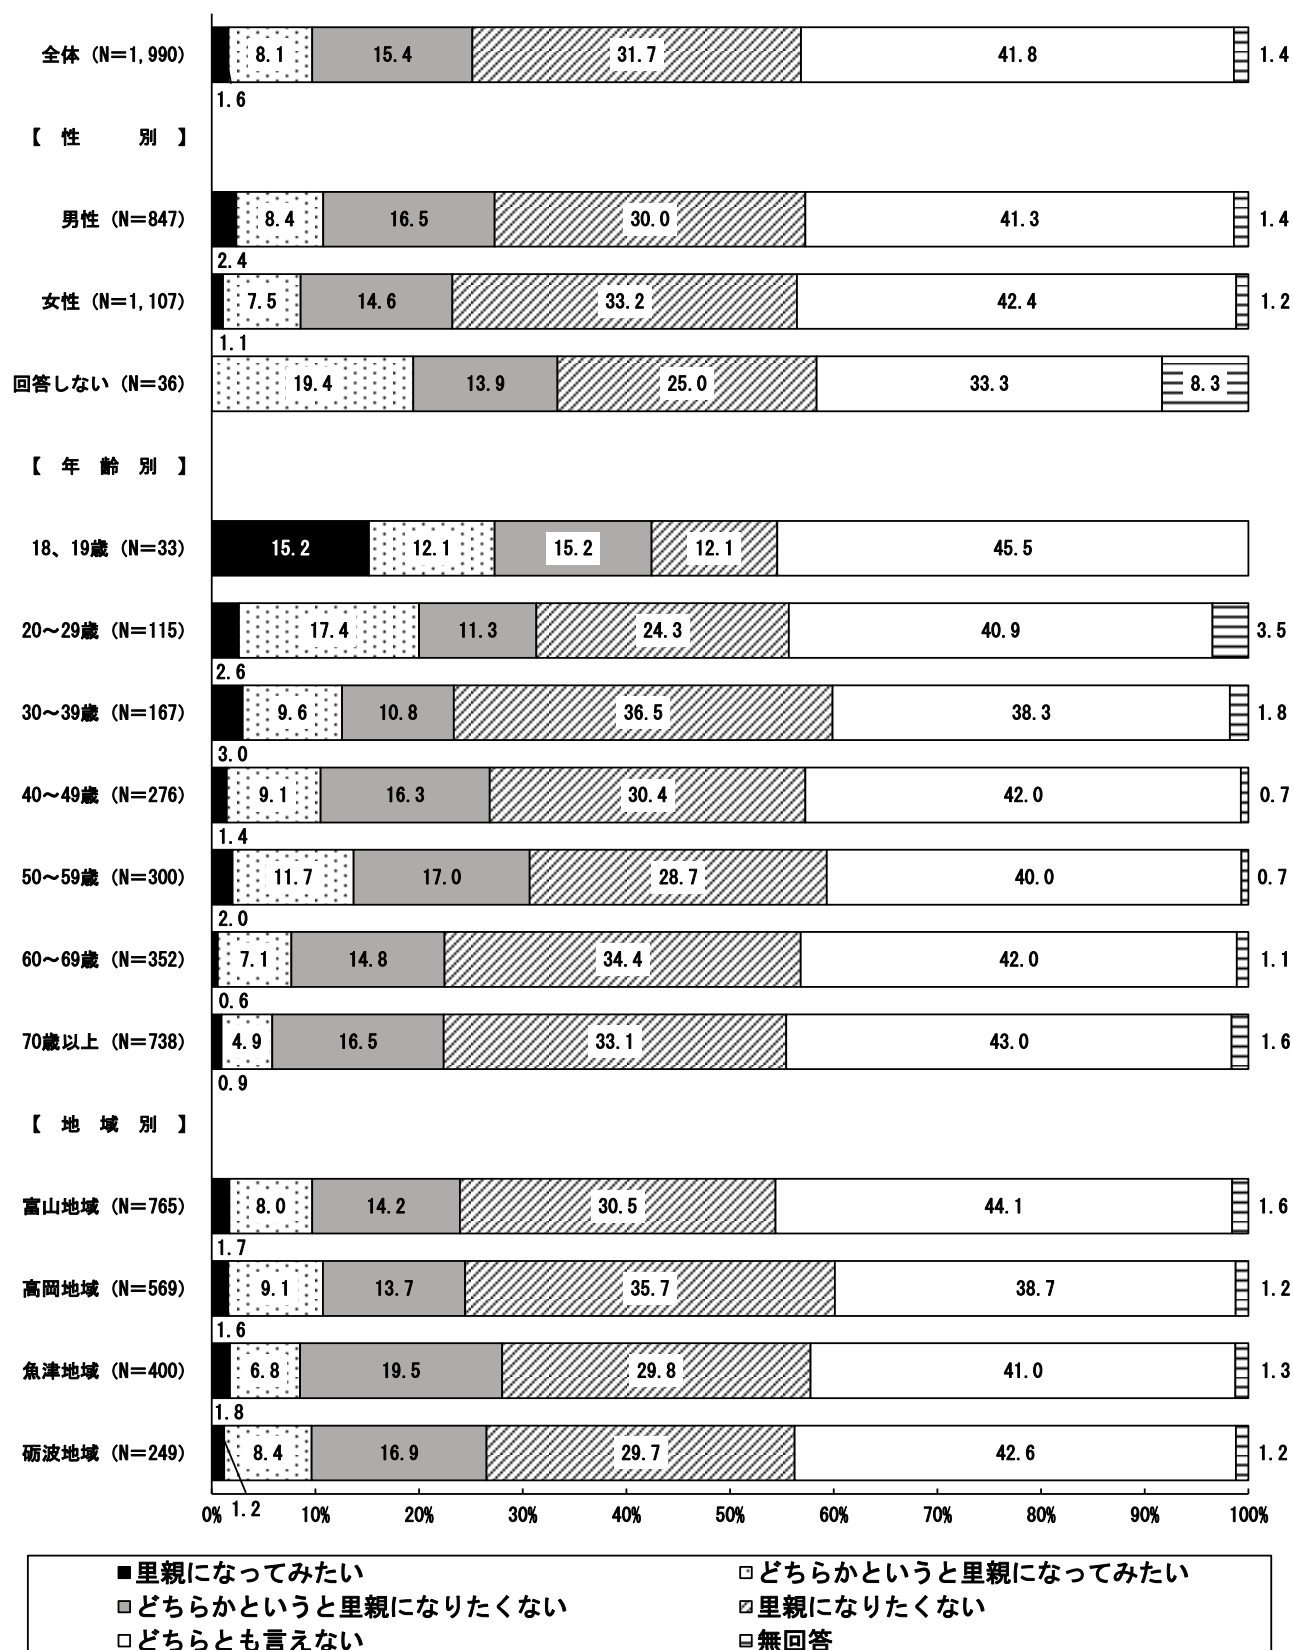 全体 (N=1,990) 8.1 15.4 31.7 41.8 1.4
1.6
【 性 別 】
男性 (N=847) 8.4 16.5 30.0 41.3 1.4
2.4
女性 (N=1,107) 7.5 14.6 33.2 42.4 1.2
1.1
回答しない (N=36) 19.4 13.9 25.0 33.3 8.3
【 年 齢 別 】
18、19歳 (N=33) 15.2 12.1 15.2 12.1 45.5
20～29歳 (N=115) 17.4 11.3 24.3 40.9 3.5
2.6
30～39歳 (N=167) 9.6 10.8 36.5 38.3 1.8
3.0
40～49歳 (N=276) 9.1 16.3 30.4 42.0 0.7
1.4
50～59歳 (N=300) 11.7 17.0 28.7 40.0 0.7
2.0
60～69歳 (N=352) 7.1 14.8 34.4 42.0 1.1
0.6
70歳以上 (N=738) 4.9 16.5 33.1 43.0 1.6
0.9
【 地 域 別 】
富山地域 (N=765) 8.0 14.2 30.5 44.1 1.6
1.7
高岡地域 (N=569) 9.1 13.7 35.7 38.7 1.2
1.6
魚津地域 (N=400) 6.8 19.5 29.8 41.0 1.3
1.8
砺波地域 (N=249) 8.4 16.9 29.7 42.6 1.2
1.2
0% 10% 20% 30% 40% 50% 60% 70% 80% 90% 100%
里親になってみたい どちらかというと里親になってみたい
どちらかというと里親になりたくない 里親になりたくない
どちらとも言えない 無回答